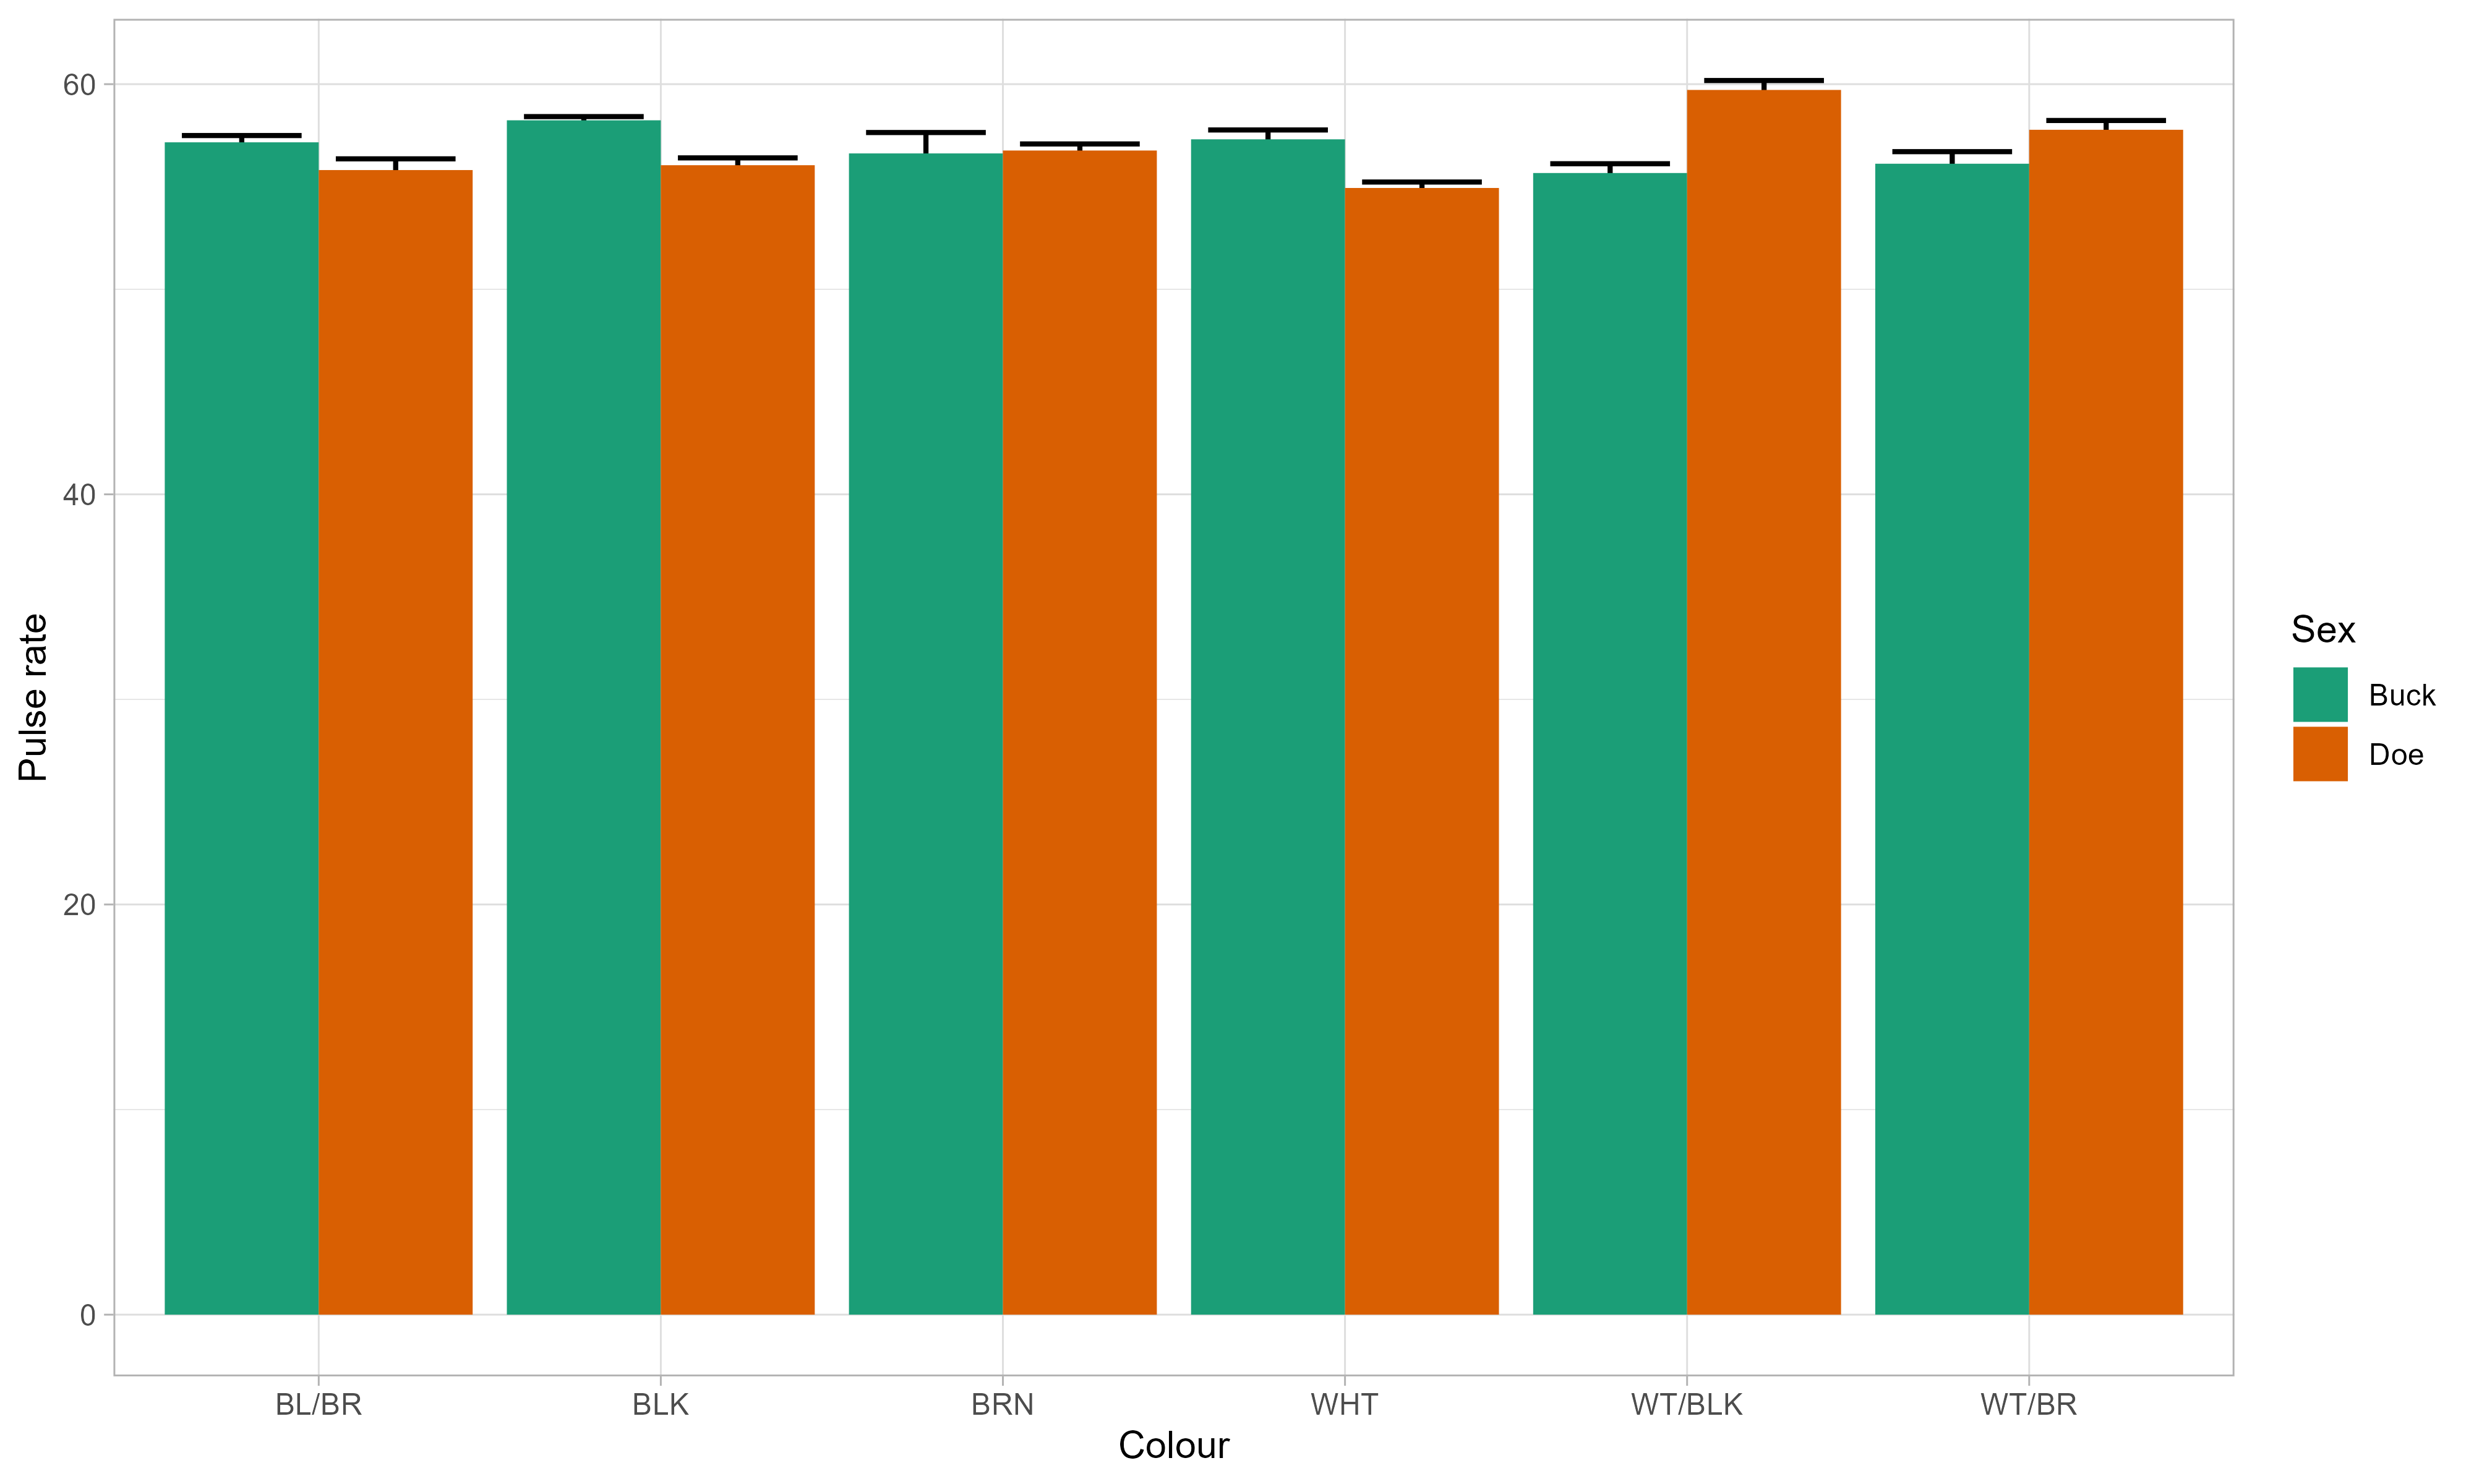 60
40
20
0
Pulse rate
BL/BR
BLK
BRN
WHT
WT/BLK
WT/BR
Colour
Sex
Buck
Doe